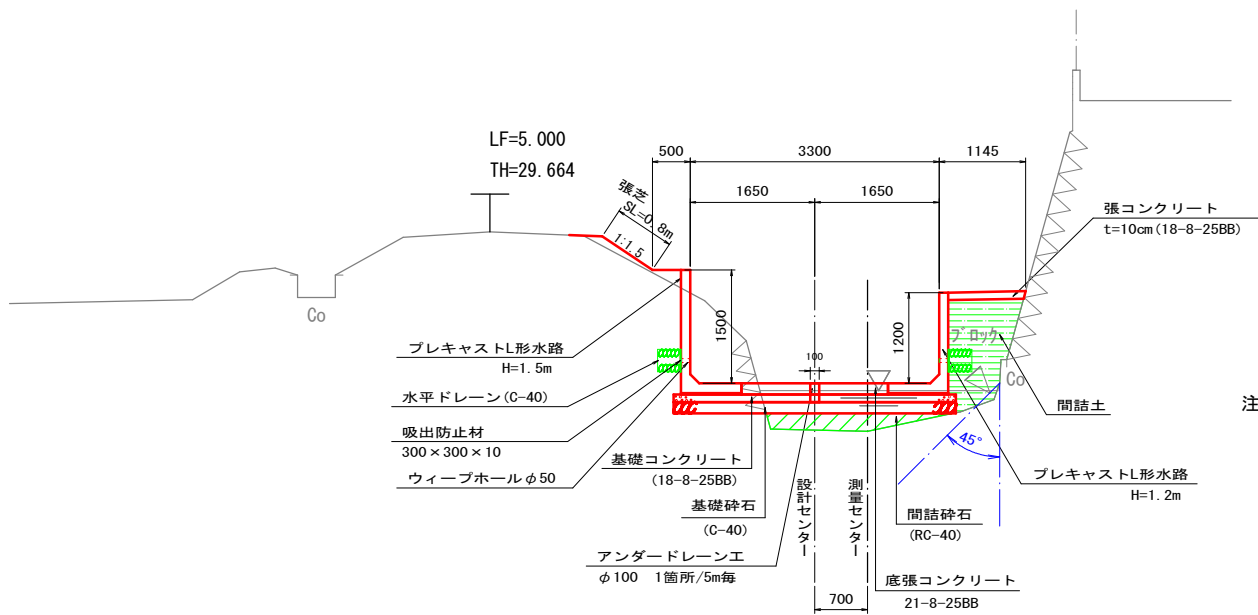 LF=5.000
TH=29.664
500
3300
1145
1650
1650
張芝
SL=0.8m
1:1.5
張コンクリート
t=10cm(18-8-25BB)
Co
1500
1200
100
ブロック
Co
プレキャストL形水路
H=1.5m
水平ドレーン(C-40)
吸出防止材
300×300×10
ウィープホールφ50
基礎コンクリート
(18-8-25BB)
基礎砕石
(C-40)
アンダードレーン工
φ100 1箇所/5m毎
設計センター
測量センター
間詰砕石
(RC-40)
底張コンクリート
21-8-25BB
700
45°
間詰土
プレキャストL形水路
H=1.2m
注